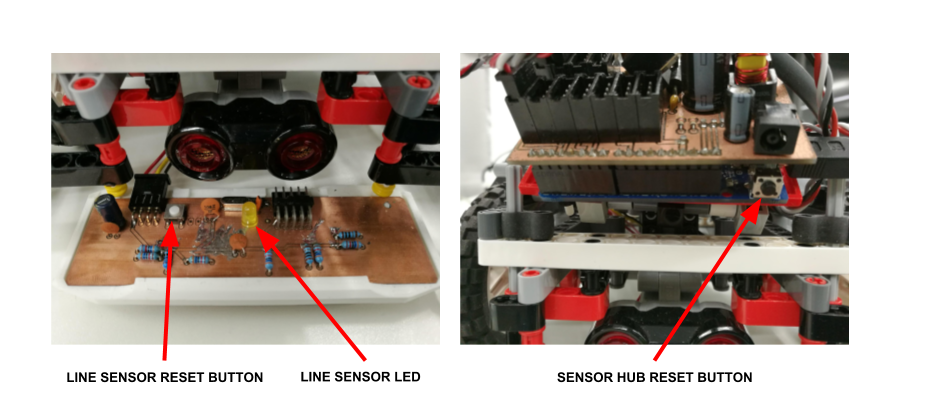 LINE SENSOR RESET BUTTON
LINE SENSOR LED
SENSOR HUB RESET BUTTON